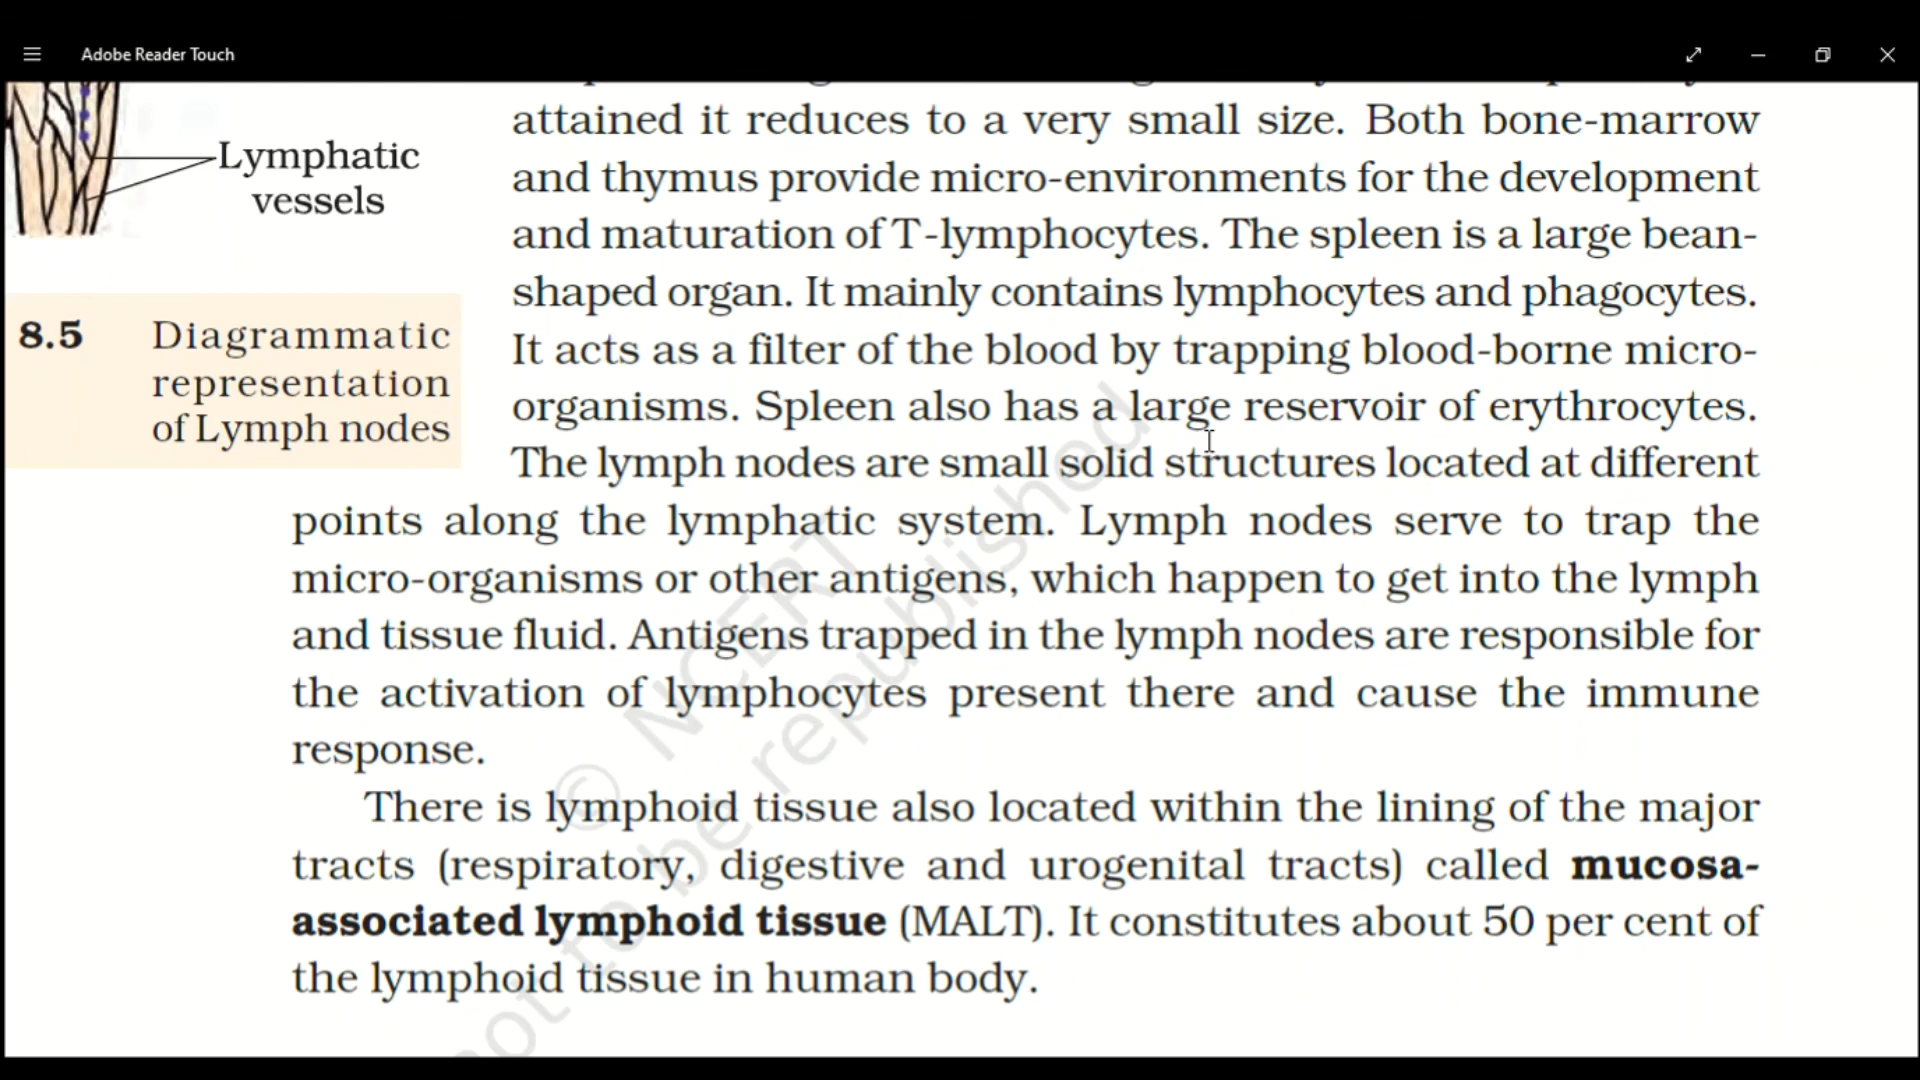 Adobe Reader Touch
attained it reduces to a very small size. Both bone-marrow
and thymus provide micro-environments for the development
and maturation of T-lymphocytes. The spleen is a large bean-
shaped organ. It mainly contains lymphocytes and phagocytes.
It acts as a filter of the blood by trapping blood-borne micro-
organisms. Spleen also has a large reservoir of erythrocytes.
The lymph nodes are small solid structures located at different
points along the lymphatic system. Lymph nodes serve to trap the
micro-organisms or other antigens, which happen to get into the lymph
and tissue fluid. Antigens trapped in the lymph nodes are responsible for
the activation of lymphocytes present there and cause the immune
response.
There is lymphoid tissue also located within the lining of the major
tracts (respiratory, digestive and urogenital tracts) called mucosa-
associated lymphoid tissue (MALT). It constitutes about 50 per cent of
the lymphoid tissue in human body.
Lymphatic
vessels
8.5 Diagrammatic
representation
of Lymph nodes
© NCERT
not to be republished